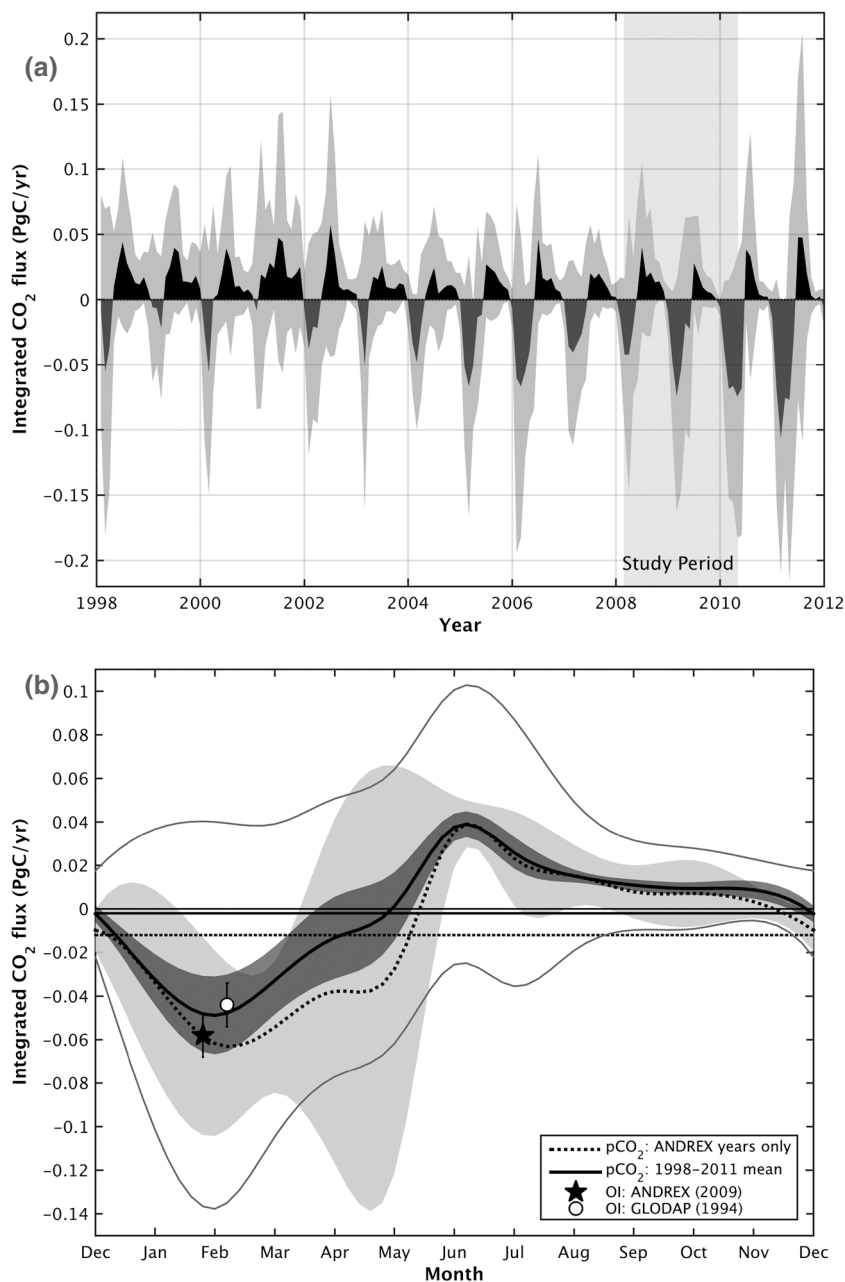 (a)
0.2
0.15
0.1
0.05
0
-0.05
-0.1
-0.15
-0.2
Integrated CO2 flux (PgC/yr)
Study Period
1998 2000 2002 2004 2006 2008 2010 2012
Year
(b)
0.1
0.08
0.06
0.04
0.02
0
-0.02
-0.04
-0.06
-0.08
-0.1
-0.12
-0.14
Integrated CO2 flux (PgC/yr)
pCO2: ANDREX years only
pCO2: 1998-2011 mean
OI: ANDREX (2009)
OI: GLODAP (1994)
Dec Jan Feb Mar Apr May Jun Jul Aug Sep Oct Nov Dec
Month